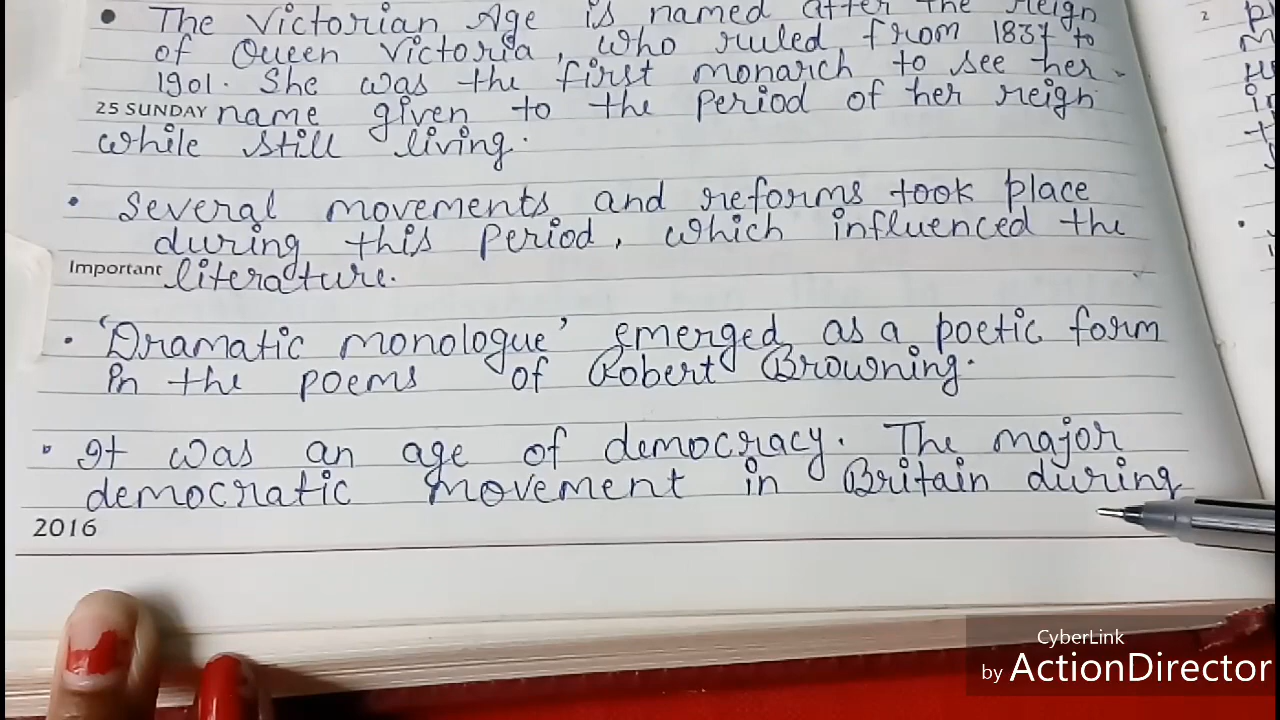 • The Victorian Age is named after the reign
of Queen Victoria, who ruled from 1837 to
1901. She was the first monarch to see her
25 SUNDAY name given to the period of her reign
while still living.
• Several movements and reforms took place
during this period, which influenced the
Important literature.
• 'Dramatic monologue' emerged as a poetic form
in the poems of Robert Browning.
• It was an age of democracy. The major
democratic movement in Britain during
2016
2
CyberLink
by ActionDirector